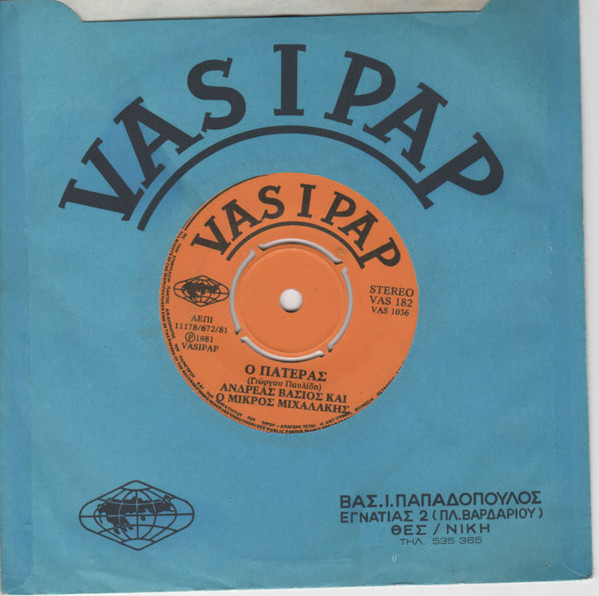 VASIPAP
VASIPAP
STEREO
VAS 182
VAS 1036
ΑΕΠΙ
11178/672/81
Ⓟ1981
VASIPAP
Ο ΠΑΤΕΡΑΣ
(Γιώργου Παυλίδη)
ΑΝΔΡΕΑΣ ΒΑΣΙΟΣ ΚΑΙ
Ο ΜΙΚΡΟΣ ΜΙΧΑΛΑΚΗΣ
ΒΑΣ.Ι.ΠΑΠΑΔΟΠΟΥΛΟΣ
ΕΓΝΑΤΙΑΣ 2 (ΠΛ.ΒΑΡΔΑΡΙΟΥ)
ΘΕΣ/ΝΙΚΗ
ΤΗΛ. 535 365